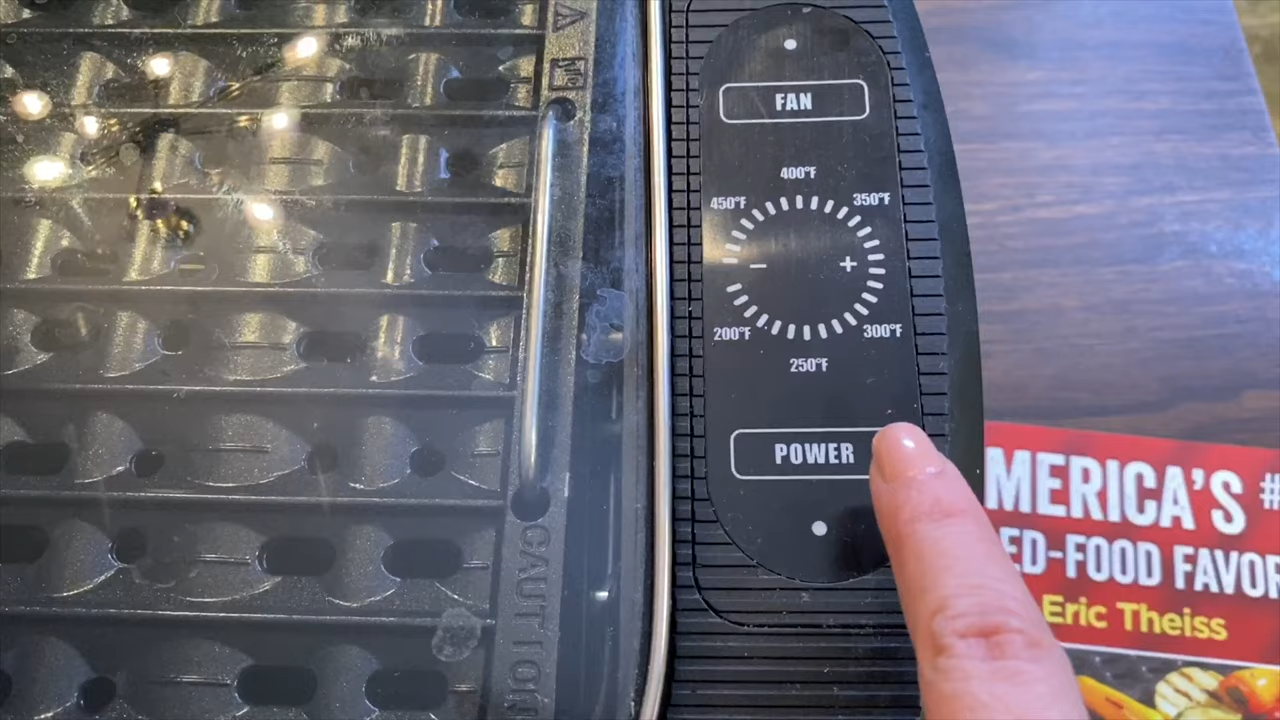 FAN
400°F
450°F
350°F
- +
200°F
300°F
250°F
POWER
CAUTION
MERICA'S #
ED-FOOD FAVOR
Eric Theiss